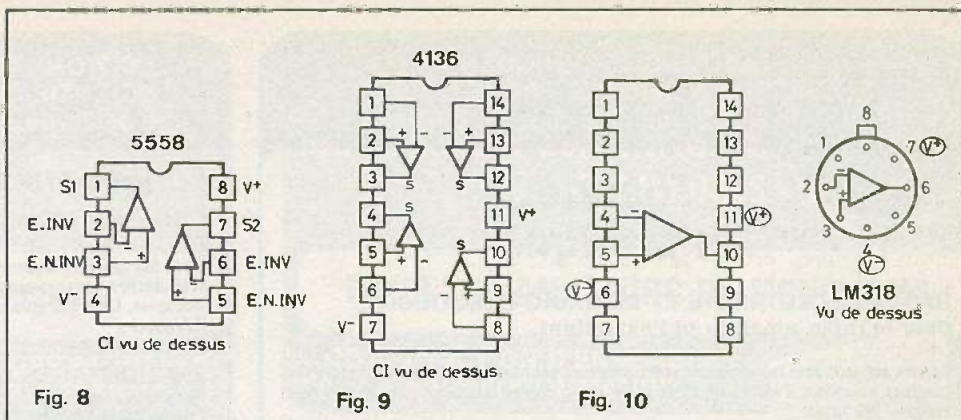 5558
S1
1
8
V+
E.INV
2
7
S2
E.N.INV
3
6
E.INV
V-
4
5
E.N.INV
CI vu de dessus
Fig. 8
4136
1
14
2
+
-
-
+
13
3
S
S
12
4
S
11
V+
5
+
-
S
10
6
-
+
9
V-
7
8
CI vu de dessus
Fig. 9
1
14
2
13
3
12
4
-
11
V+
5
+
10
V-
6
9
7
8
Fig. 10
8
1
7
V+
2
-
+
6
3
5
4
V-
LM318
Vu de dessus